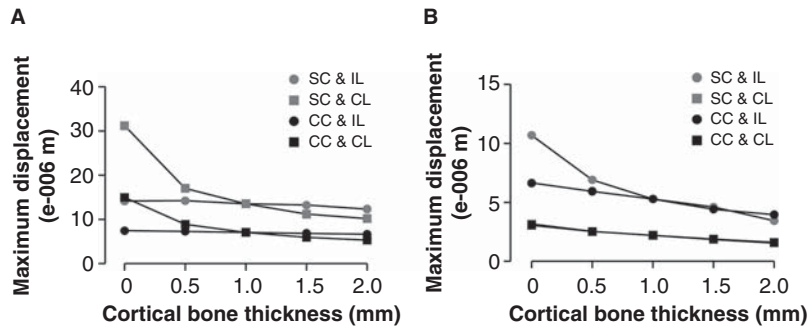 A
Maximum displacement
(e-006 m)
40
30
20
10
0
SC & IL
SC & CL
CC & IL
CC & CL
0 0.5 1.0 1.5 2.0
Cortical bone thickness (mm)
B
Maximum displacement
(e-006 m)
15
10
5
0
SC & IL
SC & CL
CC & IL
CC & CL
0 0.5 1.0 1.5 2.0
Cortical bone thickness (mm)